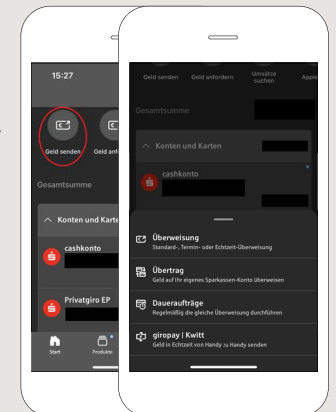 15:27
Geld senden
Geld anf
Gesamtsumme
Konten und Karte
cashkonto
Privatgiro EP
Start
Produkte
Geld senden
Geld anfordern
Umsätze
suchen
Apple
Gesamtsumme
Konten und Karten
cashkonto
Überweisung
Standard-, Termin- oder Echtzeit-Überweisung
Übertrag
Geld auf Ihr eigenes Sparkassen-Konto überweisen
Daueraufträge
Regelmäßig die gleiche Überweisung durchführen
giropay | Kwitt
Geld in Echtzeit von Handy zu Handy senden